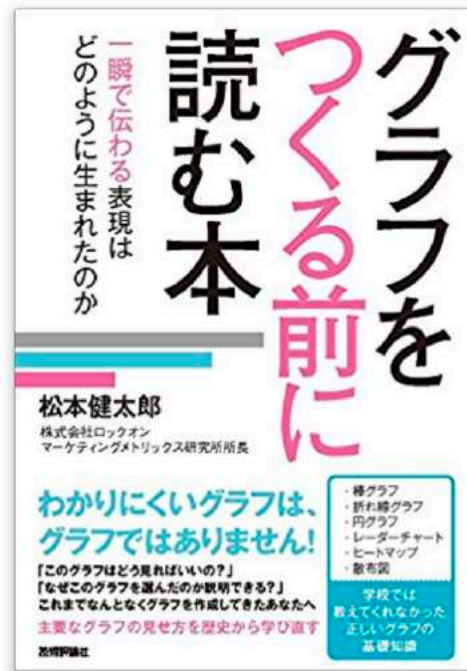 グラフを
つくる前に
読む本
一瞬で伝わる表現は
どのように生まれたのか
松本健太郎
株式会社ロックオン
マーケティングメトリックス研究所所長
わかりにくいグラフは、
グラフではありません!
「このグラフはどう見ればいいの?」
「なぜこのグラフを選んだのか説明できる?」
これまでなんとなくグラフを作成してきたあなたへ
主要なグラフの見せ方を歴史から学び直す
・棒グラフ
・折れ線グラフ
・円グラフ
・レーダーチャート
・ヒートマップ
・散布図
学校では
教えてくれなかった
正しいグラフの
基礎知識
技術評論社